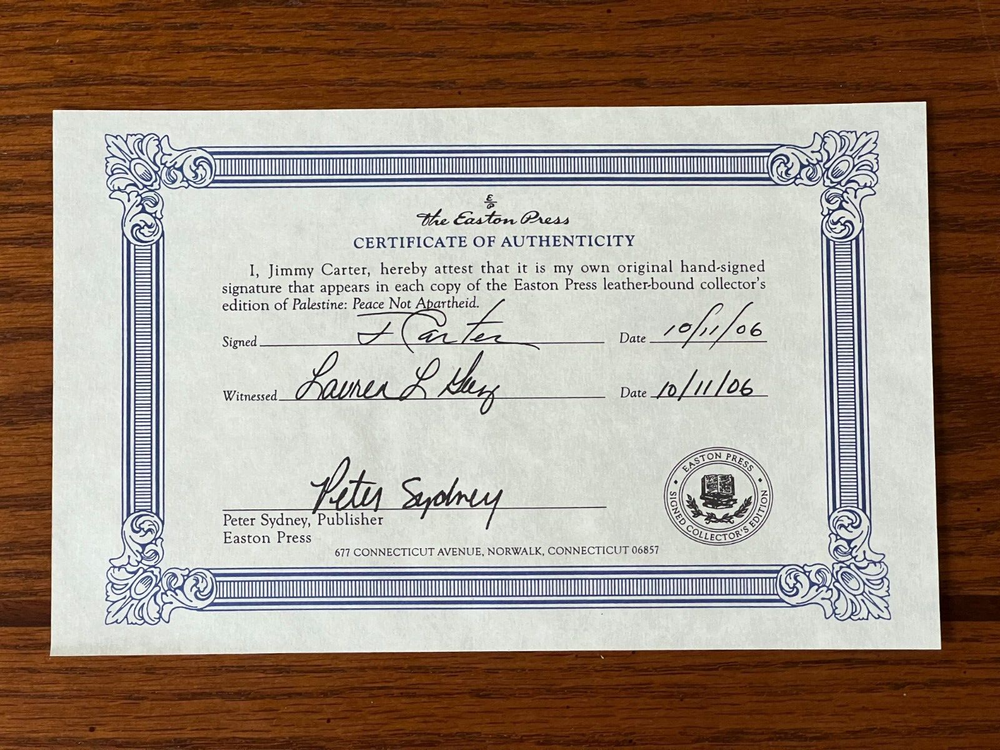 E
P
the Easton Press
CERTIFICATE OF AUTHENTICITY
I, Jimmy Carter, hereby attest that it is my own original hand-signed
signature that appears in each copy of the Easton Press leather-bound collector's
edition of Palestine: Peace Not Apartheid.
Signed J Carter Date 10/11/06
Witnessed Lauren L Date 10/11/06
Peter Sydney
Peter Sydney, Publisher
Easton Press
677 CONNECTICUT AVENUE, NORWALK, CONNECTICUT 06857
EASTON PRESS
SIGNED COLLECTOR'S EDITION